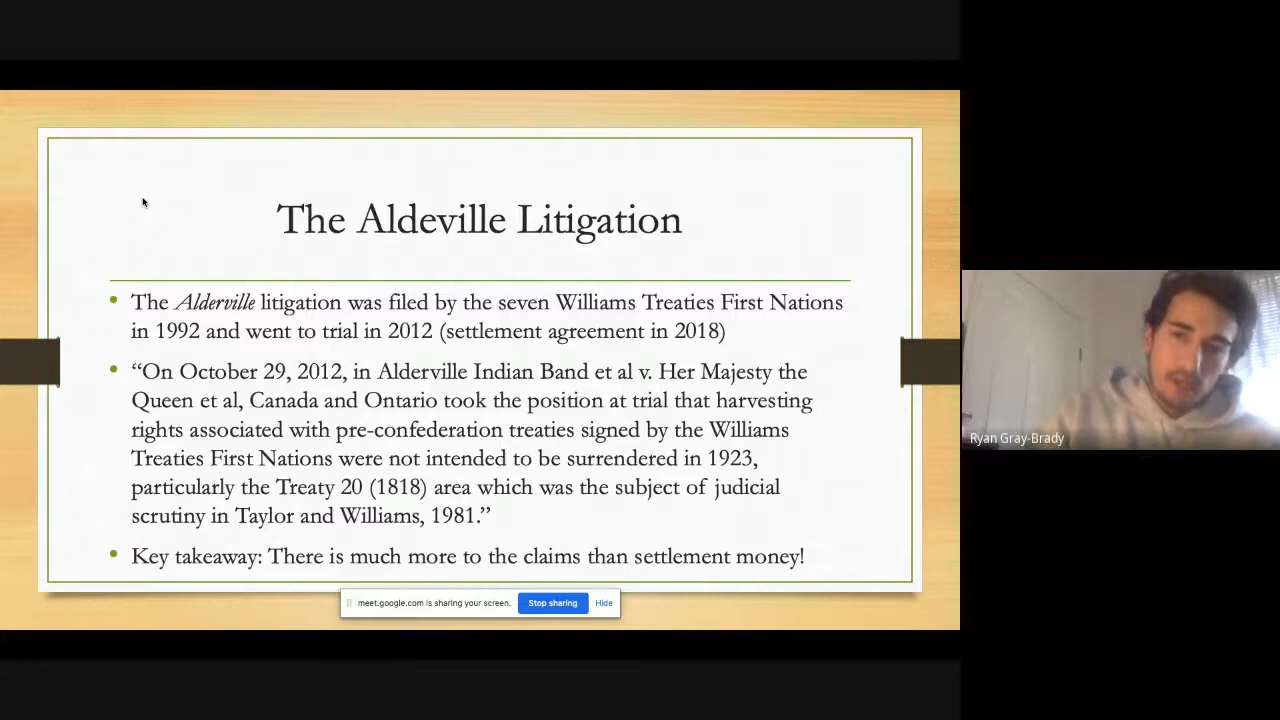 The Aldeville Litigation
The Alderville litigation was filed by the seven Williams Treaties First Nations
in 1992 and went to trial in 2012 (settlement agreement in 2018)
“On October 29, 2012, in Alderville Indian Band et al v. Her Majesty the
Queen et al, Canada and Ontario took the position at trial that harvesting
rights associated with pre-confederation treaties signed by the Williams
Treaties First Nations were not intended to be surrendered in 1923,
particularly the Treaty 20 (1818) area which was the subject of judicial
scrutiny in Taylor and Williams, 1981.”
Key takeaway: There is much more to the claims than settlement money!
meet.google.com is sharing your screen. Stop sharing Hide
Ryan Gray-Brady